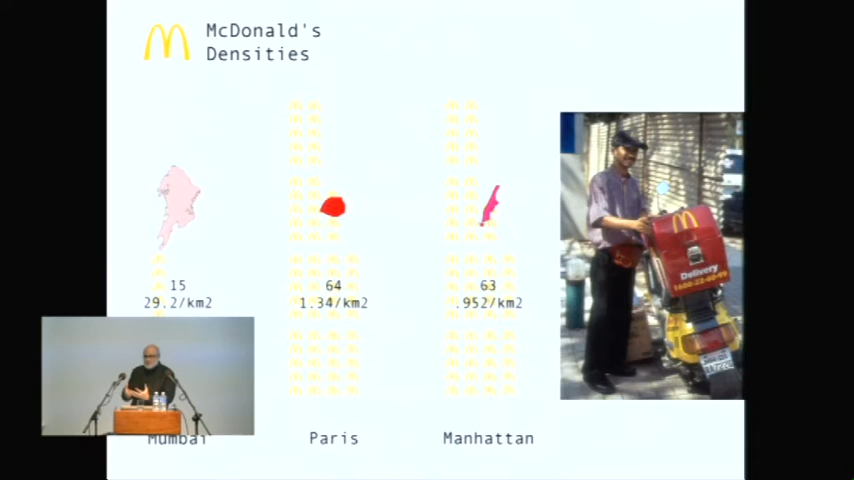 McDonald's
Densities
15
29.2/km2
64
1.34/km2
63
.952/km2
Mumbai
Paris
Manhattan
Delivery